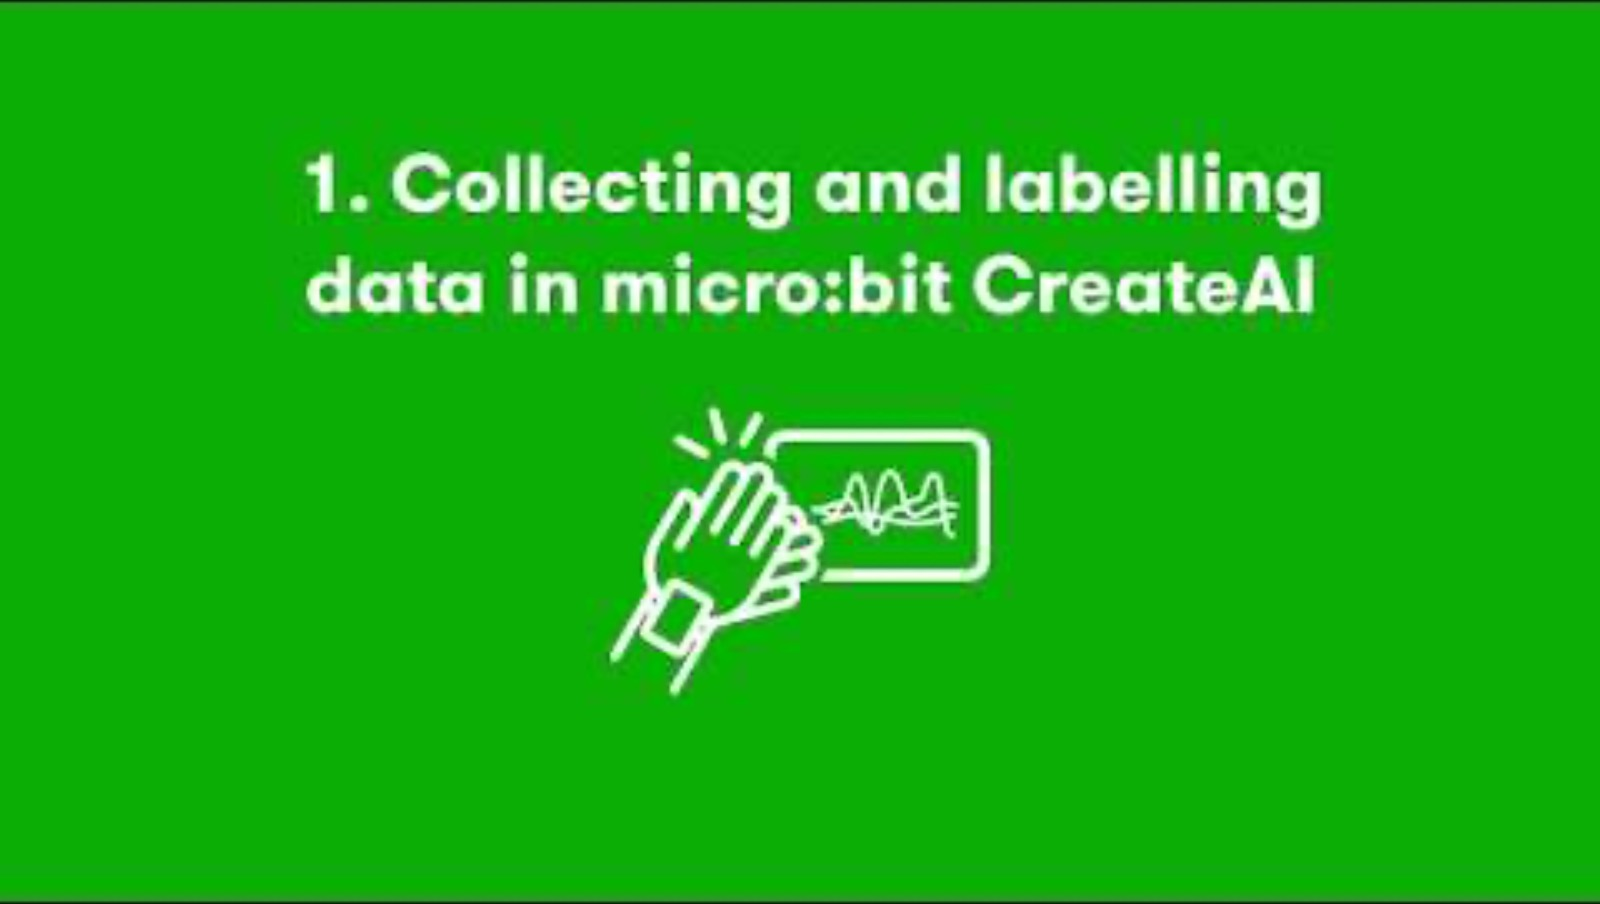 1. Collecting and labelling
data in micro:bit CreateAI